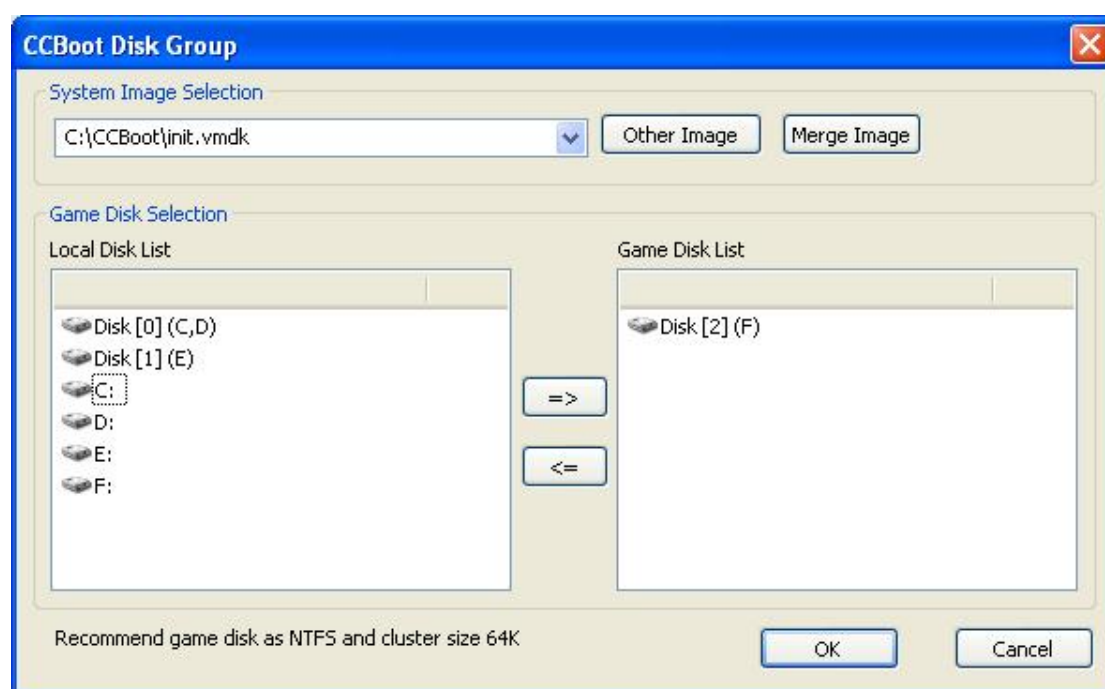 CCBoot Disk Group
System Image Selection
C:\CCBoot\init.vmdk
Other Image
Merge Image
Game Disk Selection
Local Disk List
Game Disk List
Disk [0] (C,D)
Disk [1] (E)
C:
D:
E:
F:
=>
<=
Disk [2] (F)
Recommend game disk as NTFS and cluster size 64K
OK
Cancel